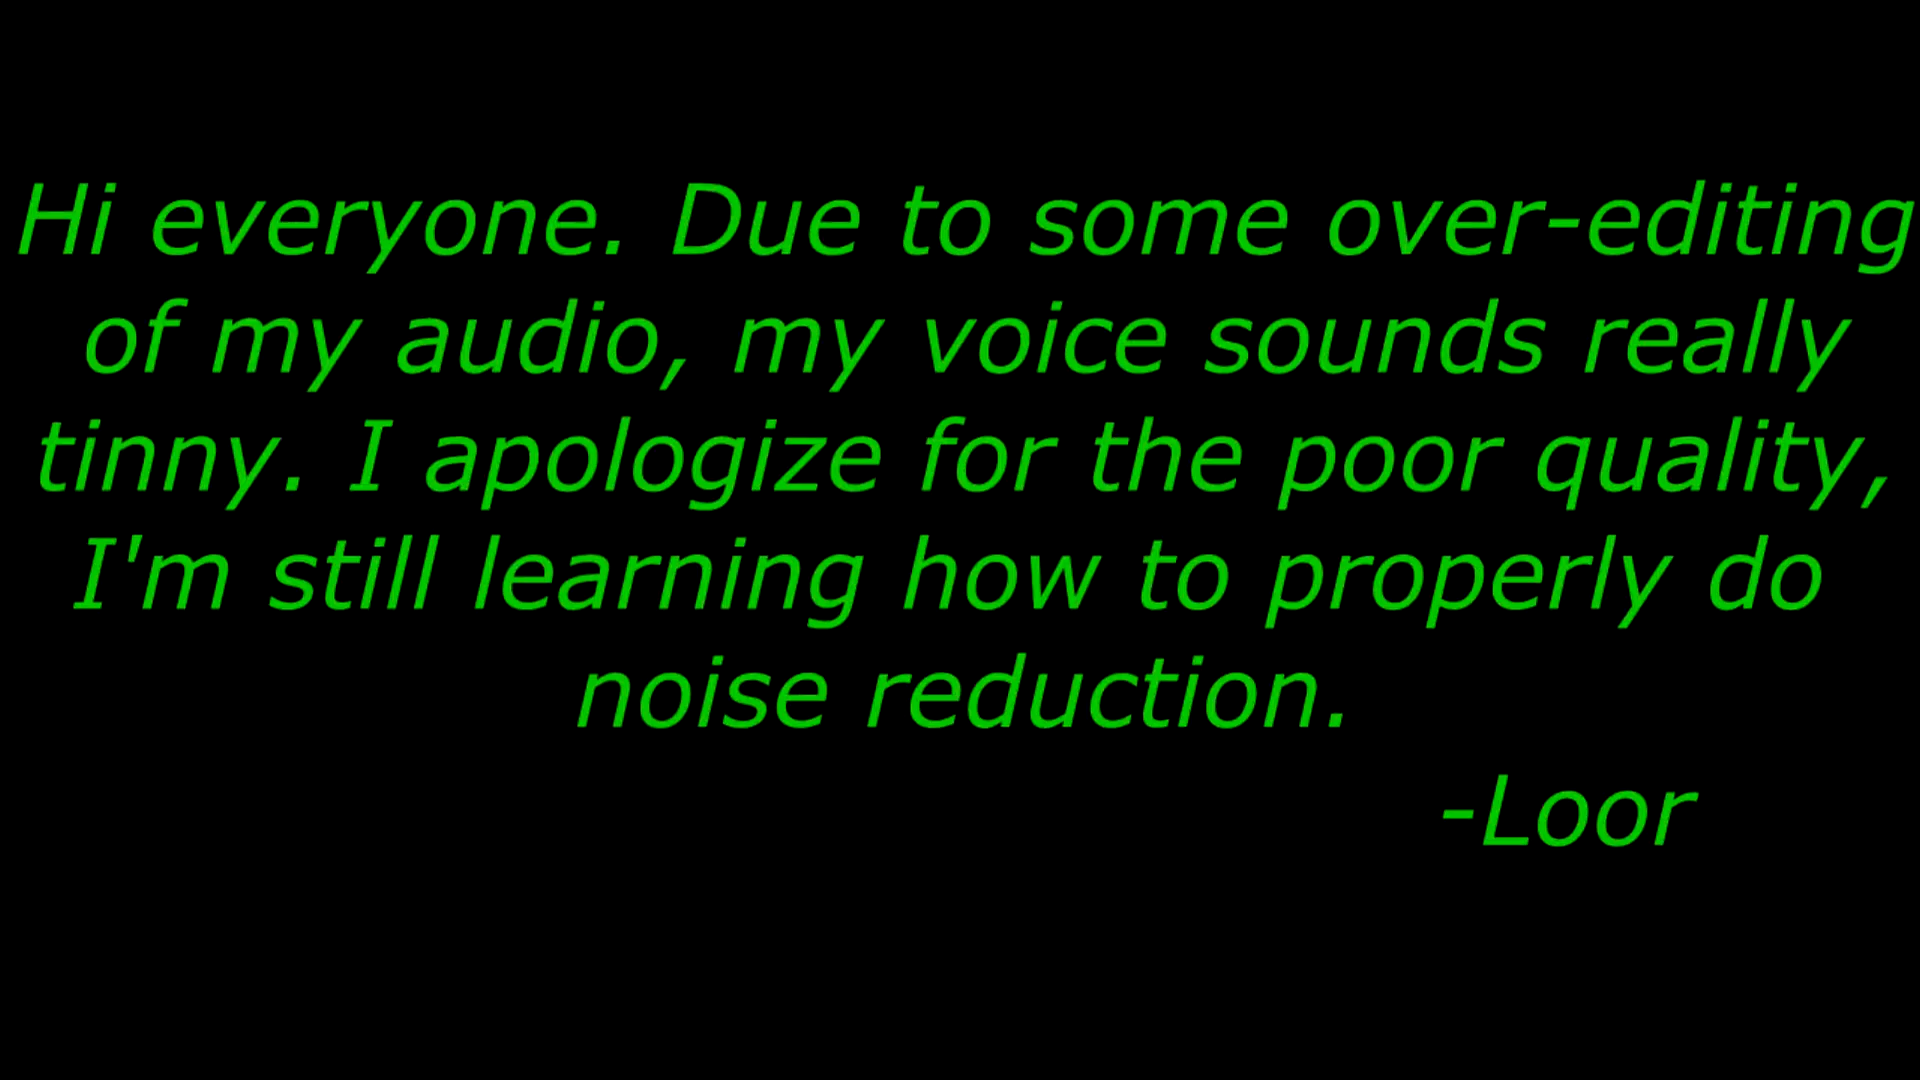 Hi everyone. Due to some over-editing
of my audio, my voice sounds really
tinny. I apologize for the poor quality,
I'm still learning how to properly do
noise reduction.
-Loor